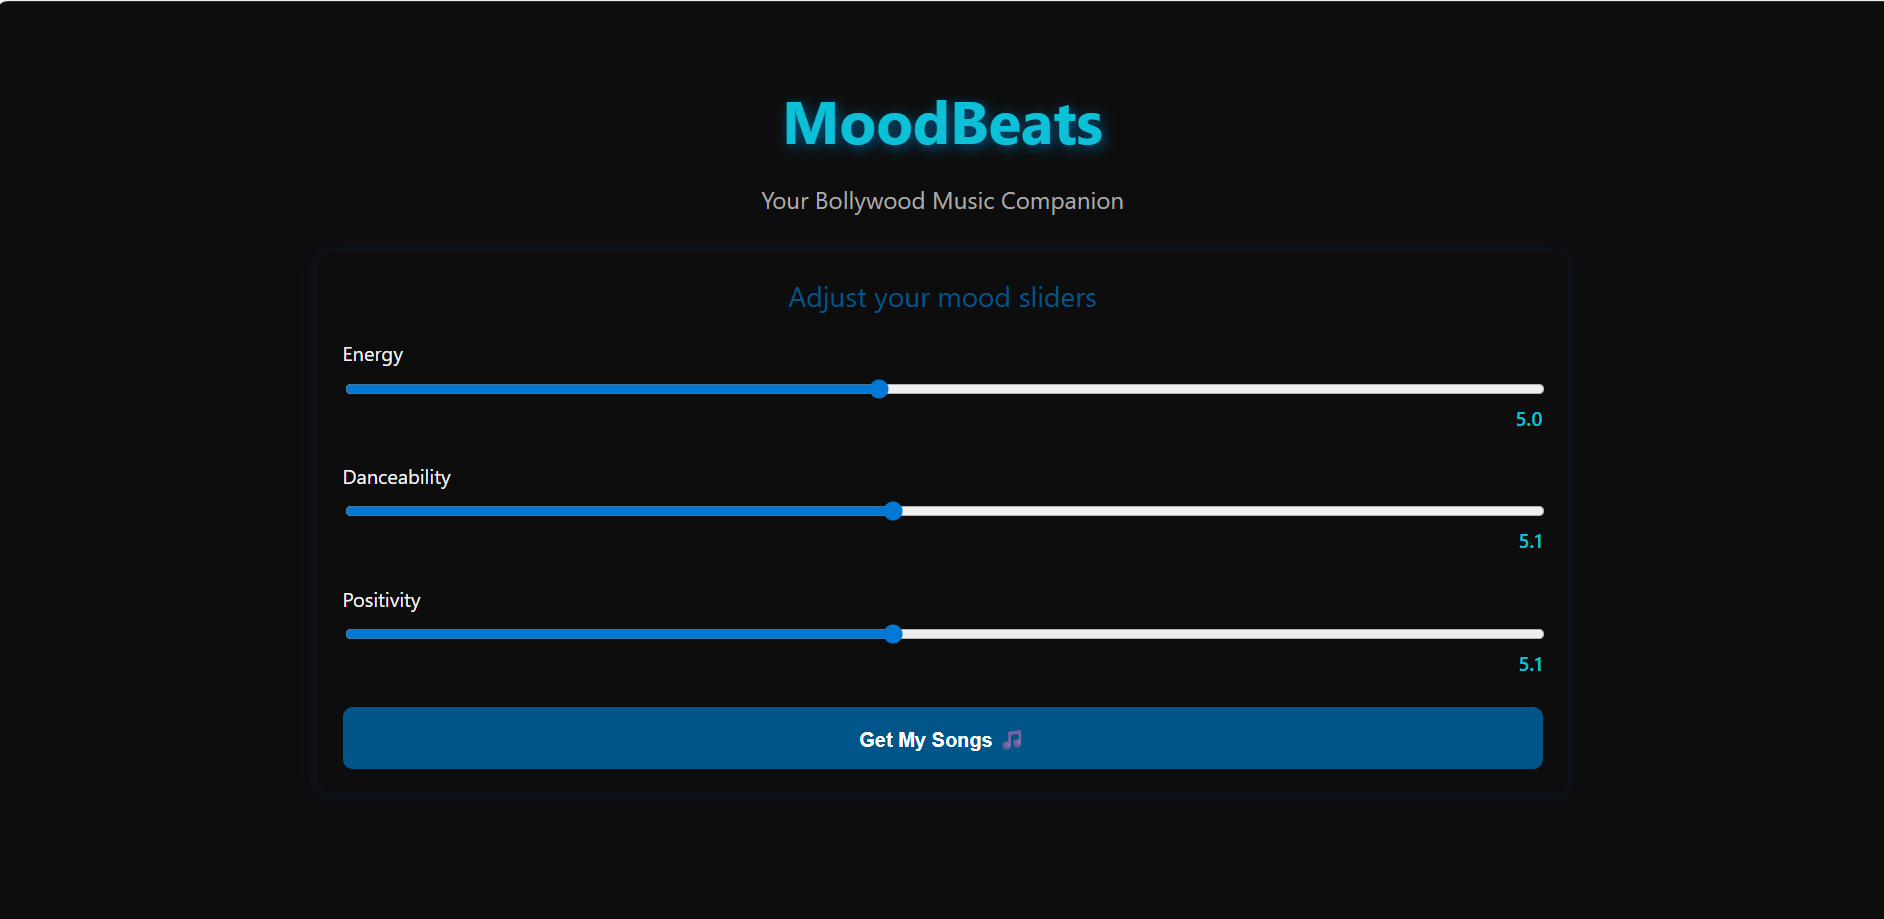 MoodBeats
Your Bollywood Music Companion
Adjust your mood sliders
Energy
5.0
Danceability
5.1
Positivity
5.1
Get My Songs 🎵